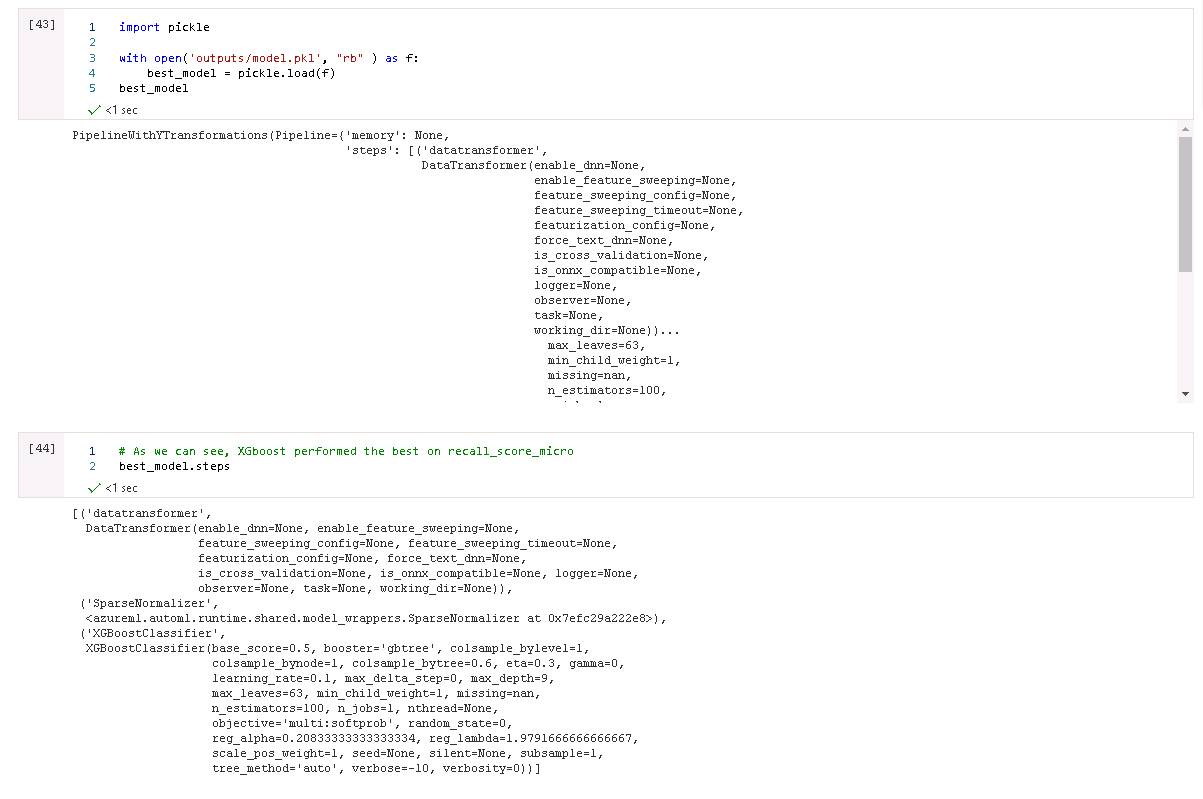 [43]
1 import pickle
2
3 with open('outputs/model.pkl', "rb" ) as f:
4     best_model = pickle.load(f)
5 best_model
✓ <1 sec
PipelineWithYTransformations(Pipeline={'memory': None,
                                       'steps': [('datatransformer',
                                                  DataTransformer(enable_dnn=None,
                                                                  enable_feature_sweeping=None,
                                                                  feature_sweeping_config=None,
                                                                  feature_sweeping_timeout=None,
                                                                  featurization_config=None,
                                                                  force_text_dnn=None,
                                                                  is_cross_validation=None,
                                                                  is_onnx_compatible=None,
                                                                  logger=None,
                                                                  observer=None,
                                                                  task=None,
                                                                  working_dir=None))...
                                                                    max_leaves=63,
                                                                    min_child_weight=1,
                                                                    missing=nan,
                                                                    n_estimators=100,
[44]
1 # As we can see, XGboost performed the best on recall_score_micro
2 best_model.steps
✓ <1 sec
[('datatransformer',
  DataTransformer(enable_dnn=None, enable_feature_sweeping=None,
                  feature_sweeping_config=None, feature_sweeping_timeout=None,
                  featurization_config=None, force_text_dnn=None,
                  is_cross_validation=None, is_onnx_compatible=None, logger=None,
                  observer=None, task=None, working_dir=None)),
 ('SparseNormalizer',
  <azureml.automl.runtime.shared.model_wrappers.SparseNormalizer at 0x7efc29a222e8>),
 ('XGBoostClassifier',
  XGBoostClassifier(base_score=0.5, booster='gbtree', colsample_bylevel=1,
                    colsample_bynode=1, colsample_bytree=0.6, eta=0.3, gamma=0,
                    learning_rate=0.1, max_delta_step=0, max_depth=9,
                    max_leaves=63, min_child_weight=1, missing=nan,
                    n_estimators=100, n_jobs=1, nthread=None,
                    objective='multi:softprob', random_state=0,
                    reg_alpha=0.20833333333333334, reg_lambda=1.9791666666666667,
                    scale_pos_weight=1, seed=None, silent=None, subsample=1,
                    tree_method='auto', verbose=-10, verbosity=0))]